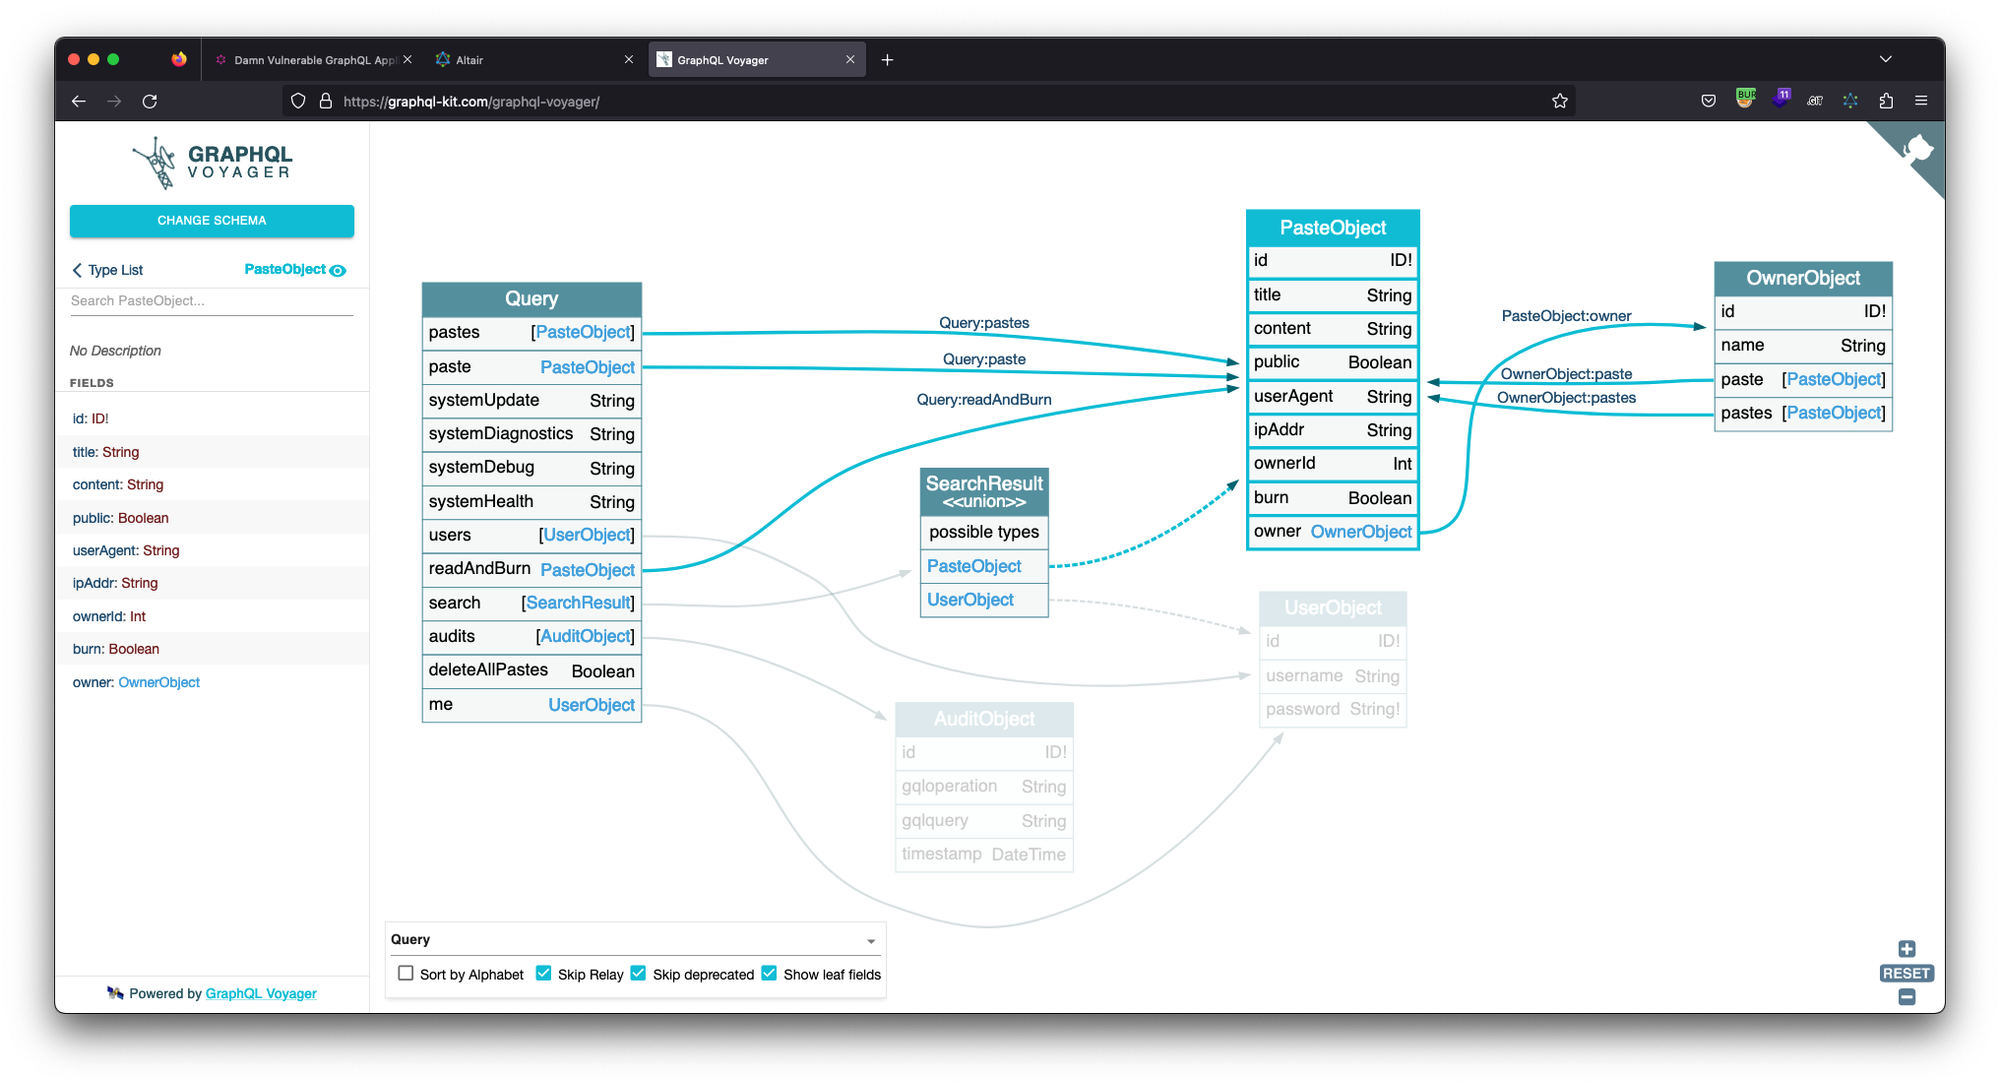 Damn Vulnerable GraphQL Appl
Altair
GraphQL Voyager
https://graphql-kit.com/graphql-voyager/
BUR
11
.GIT
GRAPHQL
VOYAGER
CHANGE SCHEMA
Type List
PasteObject
Search PasteObject...
No Description
FIELDS
id: ID!
title: String
content: String
public: Boolean
userAgent: String
ipAddr: String
ownerId: Int
burn: Boolean
owner: OwnerObject
Powered by GraphQL Voyager
Query
pastes [PasteObject]
paste PasteObject
systemUpdate String
systemDiagnostics String
systemDebug String
systemHealth String
users [UserObject]
readAndBurn PasteObject
search [SearchResult]
audits [AuditObject]
deleteAllPastes Boolean
me UserObject
Query:pastes
Query:paste
Query:readAndBurn
SearchResult
<<union>>
possible types
PasteObject
UserObject
AuditObject
id ID!
gqloperation String
gqlquery String
timestamp DateTime
PasteObject
id ID!
title String
content String
public Boolean
userAgent String
ipAddr String
ownerId Int
burn Boolean
owner OwnerObject
UserObject
id ID!
username String
password String!
PasteObject:owner
OwnerObject:paste
OwnerObject:pastes
OwnerObject
id ID!
name String
paste [PasteObject]
pastes [PasteObject]
Query
Sort by Alphabet Skip Relay Skip deprecated Show leaf fields
RESET